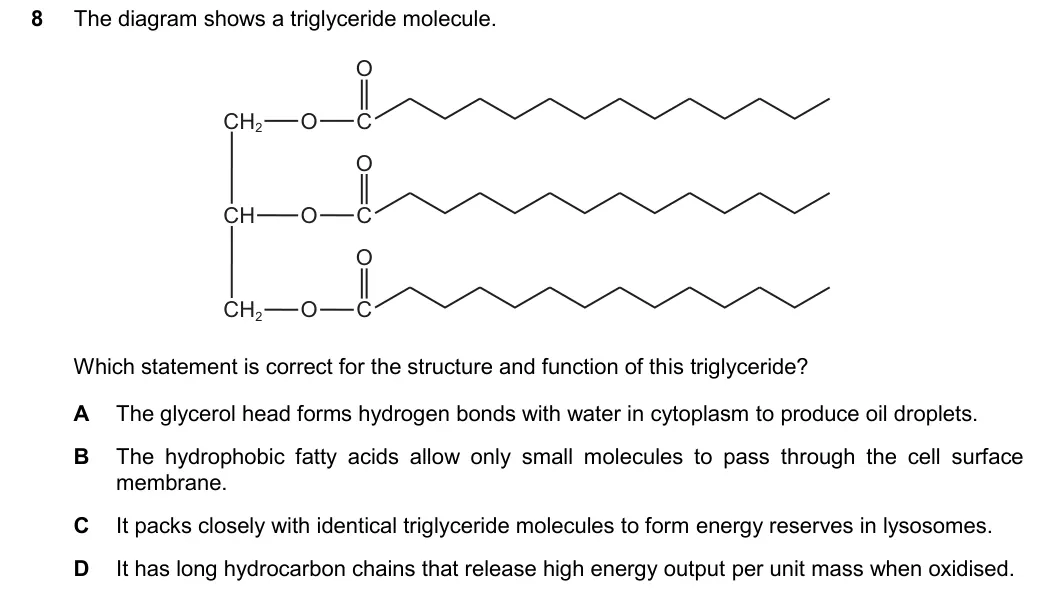 8 The diagram shows a triglyceride molecule.
O
CH₂ O C
O
CH O C
O
CH₂ O C
Which statement is correct for the structure and function of this triglyceride?
A The glycerol head forms hydrogen bonds with water in cytoplasm to produce oil droplets.
B The hydrophobic fatty acids allow only small molecules to pass through the cell surface
membrane.
C It packs closely with identical triglyceride molecules to form energy reserves in lysosomes.
D It has long hydrocarbon chains that release high energy output per unit mass when oxidised.